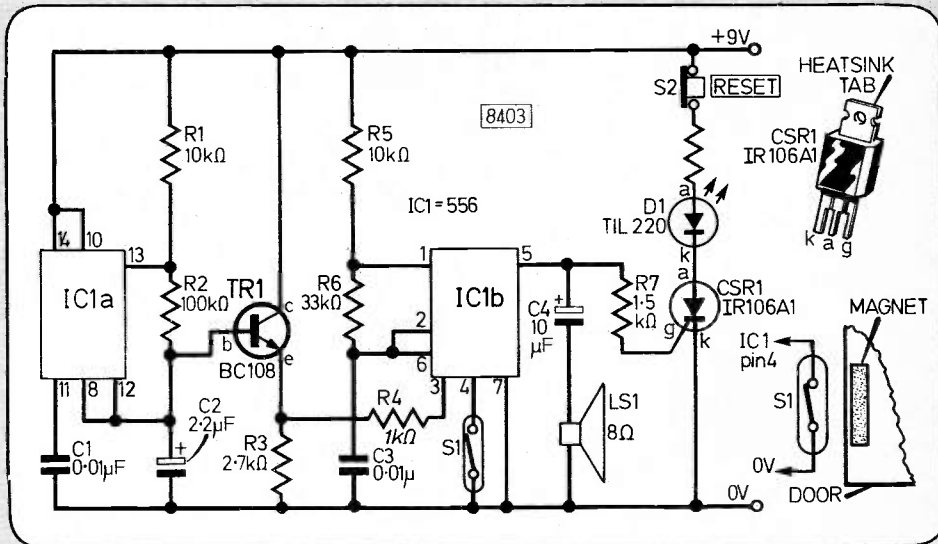 +9V
S2
RESET
HEATSINK
TAB
CSR1
IR106A1
k a g
8403
R1
10kΩ
R5
10kΩ
IC1=556
a
D1
TIL 220
k
14
10
13
IC1a
11
8
12
R2
100kΩ
TR1
c
b
e
BC108
R6
33kΩ
1
5
IC1b
2
6
3
4
7
C4
10
µF
R7
1.5
kΩ
a
CSR1
IR106A1
g
k
MAGNET
IC1
pin4
S1
0V
DOOR
C1
0·01µF
C2
2·2µF
+
R3
2·7kΩ
R4
1kΩ
C3
0·01µ
S1
+
LS1
8Ω
0V